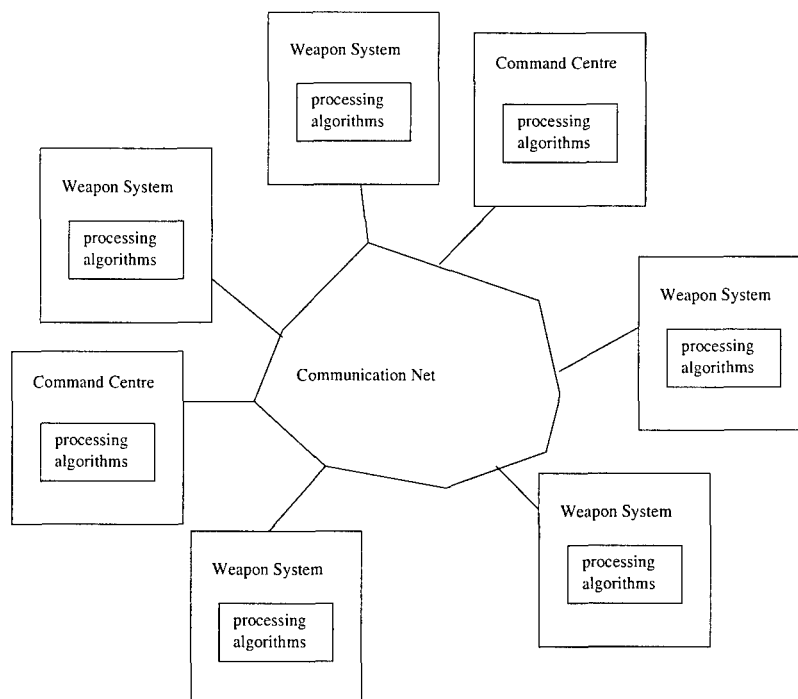 Weapon System
processing
algorithms
Command Centre
processing
algorithms
Weapon System
processing
algorithms
Weapon System
processing
algorithms
Command Centre
processing
algorithms
Communication Net
Weapon System
processing
algorithms
Weapon System
processing
algorithms